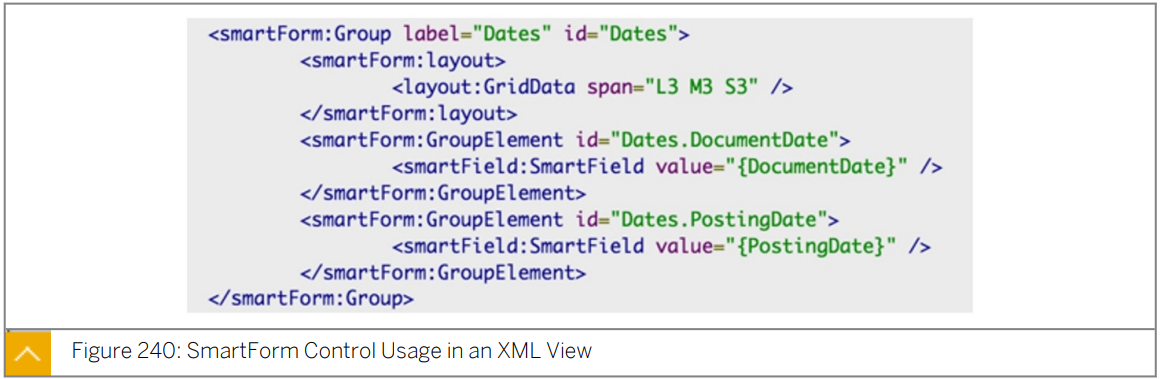 <smartForm:Group label="Dates" id="Dates">
<smartForm:layout>
<layout:GridData span="L3 M3 S3" />
</smartForm:layout>
<smartForm:GroupElement id="Dates.DocumentDate">
<smartField:SmartField value="{DocumentDate}" />
</smartForm:GroupElement>
<smartForm:GroupElement id="Dates.PostingDate">
<smartField:SmartField value="{PostingDate}" />
</smartForm:GroupElement>
</smartForm:Group>
Figure 240: SmartForm Control Usage in an XML View